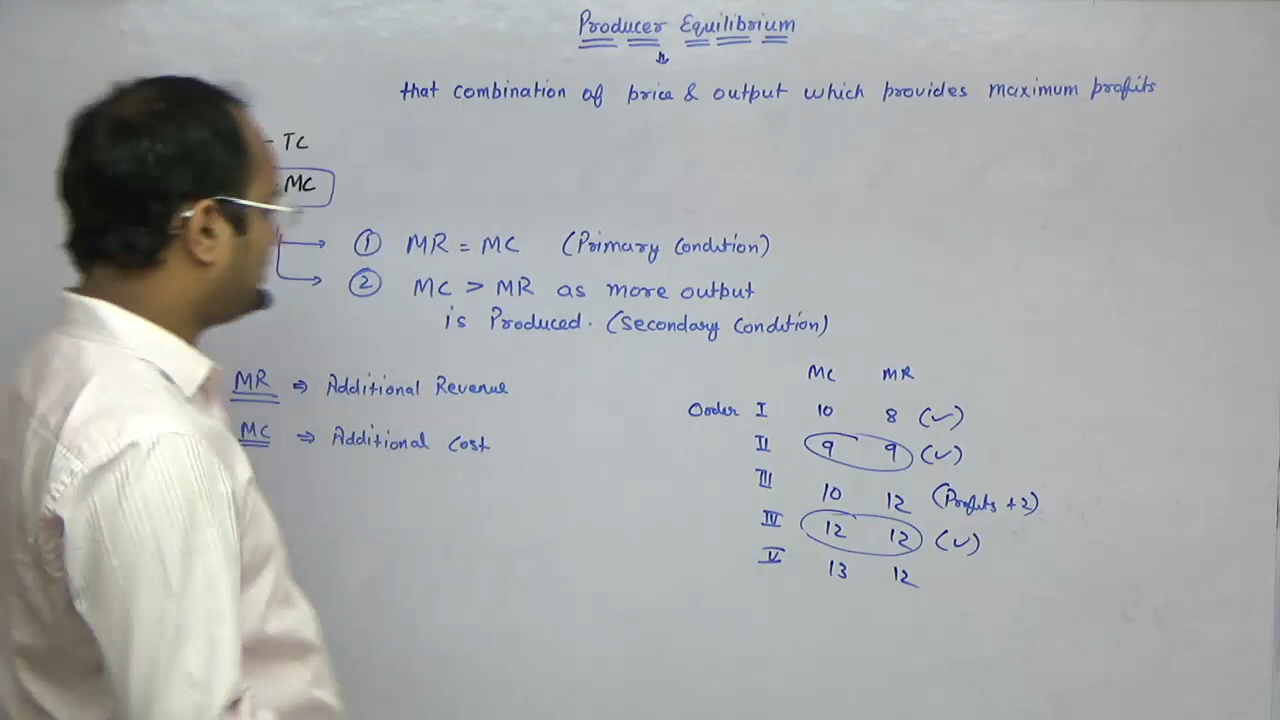 Producer Equilibrium
that combination of price & output which provides maximum profits
- TC
- MC
① MR = MC (Primary Condition)
② MC > MR as more output
is Produced. (Secondary Condition)
MR ⇒ Additional Revenue
MC ⇒ Additional Cost
MC MR
Order I 10 8 (✓)
II 9 9 (✓)
III 10 12 (Profits +2)
IV 12 12 (✓)
V 13 12